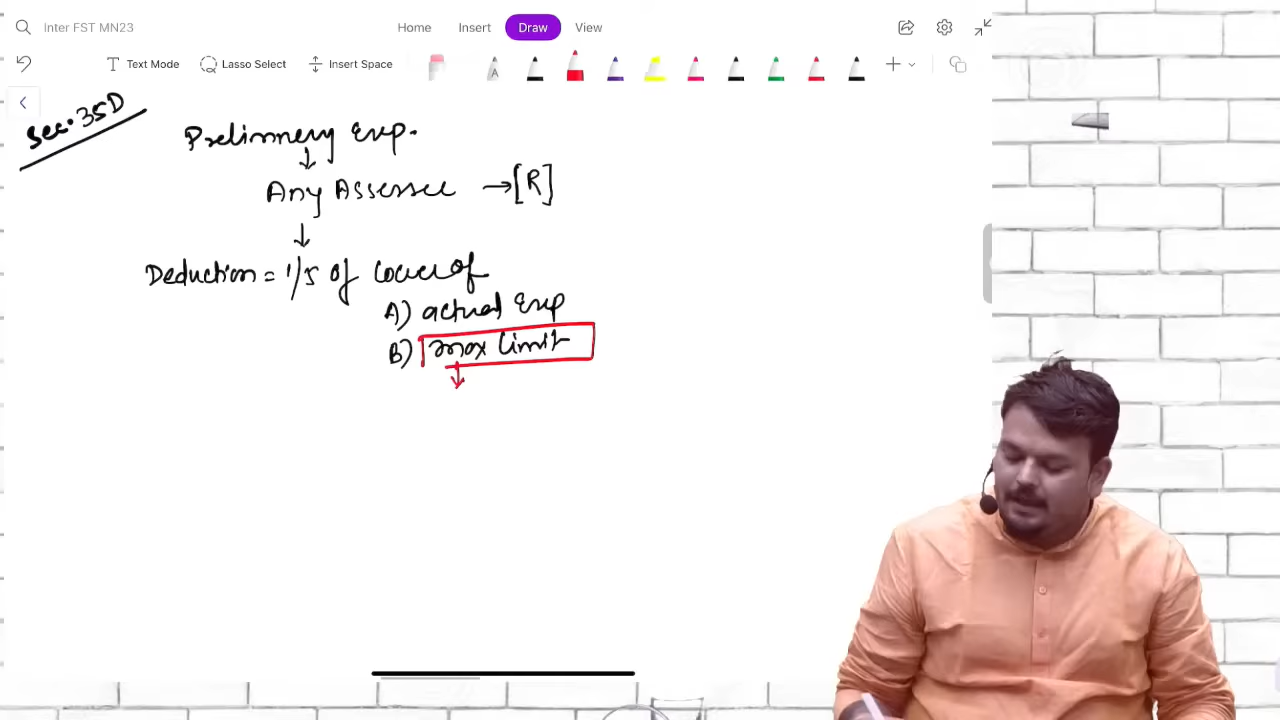 Inter FST MN23
Home Insert Draw View
Text Mode Lasso Select Insert Space
A
Sec. 35D
Prelimnery Exp.
↓
Any Assessee → [R]
↓
Deduction = 1/5 of Lower of
A) actual Exp
B) max limit
↓